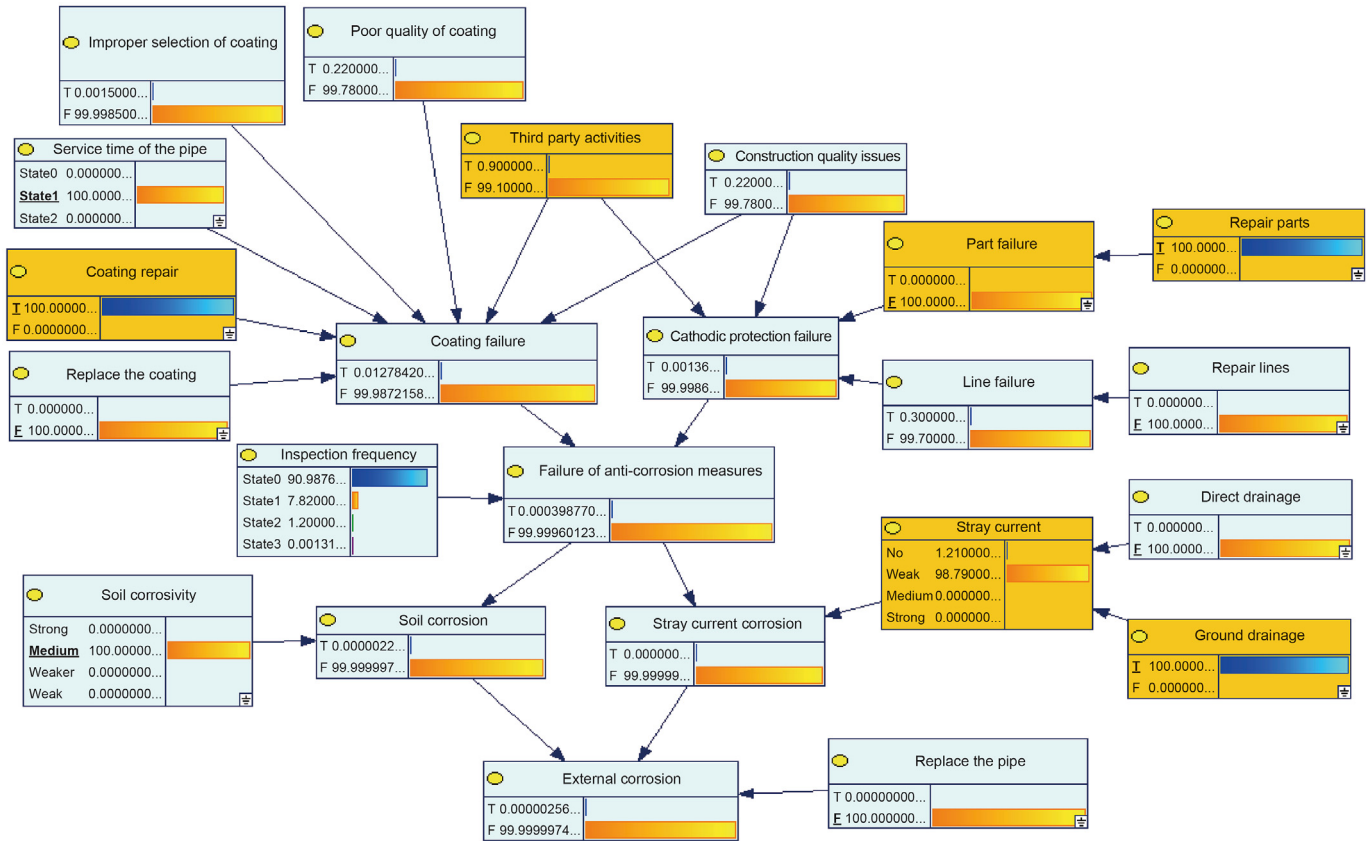 Improper selection of coating
T 0.0015000...
F 99.998500...
Poor quality of coating
T 0.220000...
F 99.78000...
Service time of the pipe
State0 0.000000...
State1 100.0000...
State2 0.000000...
Third party activities
T 0.900000...
F 99.10000...
Construction quality issues
T 0.22000...
F 99.7800...
Coating repair
T 100.00000...
F 0.0000000...
Part failure
T 0.000000...
F 100.0000...
Repair parts
T 100.0000...
F 0.000000...
Replace the coating
T 0.000000...
F 100.0000...
Coating failure
T 0.01278420...
F 99.9872158...
Cathodic protection failure
T 0.00136...
F 99.9986...
Line failure
T 0.300000...
F 99.70000...
Repair lines
T 0.000000...
F 100.0000...
Inspection frequency
State0 90.9876...
State1 7.82000...
State2 1.20000...
State3 0.00131...
Failure of anti-corrosion measures
T 0.000398770...
F 99.99960123...
Stray current
No 1.210000...
Weak 98.79000...
Medium 0.000000...
Strong 0.000000...
Direct drainage
T 0.000000...
F 100.0000...
Soil corrosivity
Strong 0.0000000...
Medium 100.00000...
Weaker 0.0000000...
Weak 0.0000000...
Soil corrosion
T 0.0000022...
F 99.999997...
Stray current corrosion
T 0.000000...
F 99.99999...
Ground drainage
T 100.0000...
F 0.000000...
External corrosion
T 0.00000256...
F 99.9999974...
Replace the pipe
T 0.00000000...
F 100.000000...